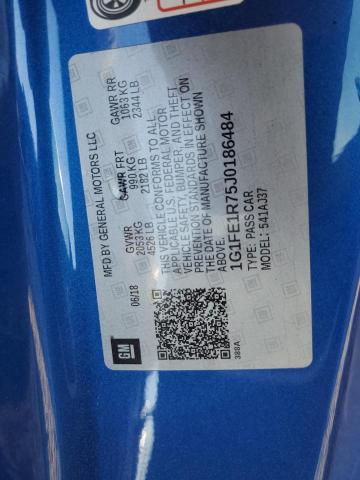 MFD BY GENERAL MOTORS LLC
06/18
GVWR
2053 KG
4526 LB
GAWR FRT
990 KG
2182 LB
GAWR RR
1063 KG
2344 LB
THIS VEHICLE CONFORMS TO ALL
APPLICABLE U.S. FEDERAL MOTOR
VEHICLE SAFETY, BUMPER, AND THEFT
PREVENTION STANDARDS IN EFFECT ON
THE DATE OF MANUFACTURE SHOWN
ABOVE.
1G1FE1R75J0186484
TYPE: PASS CAR
MODEL: 541AJ37
GM
388A